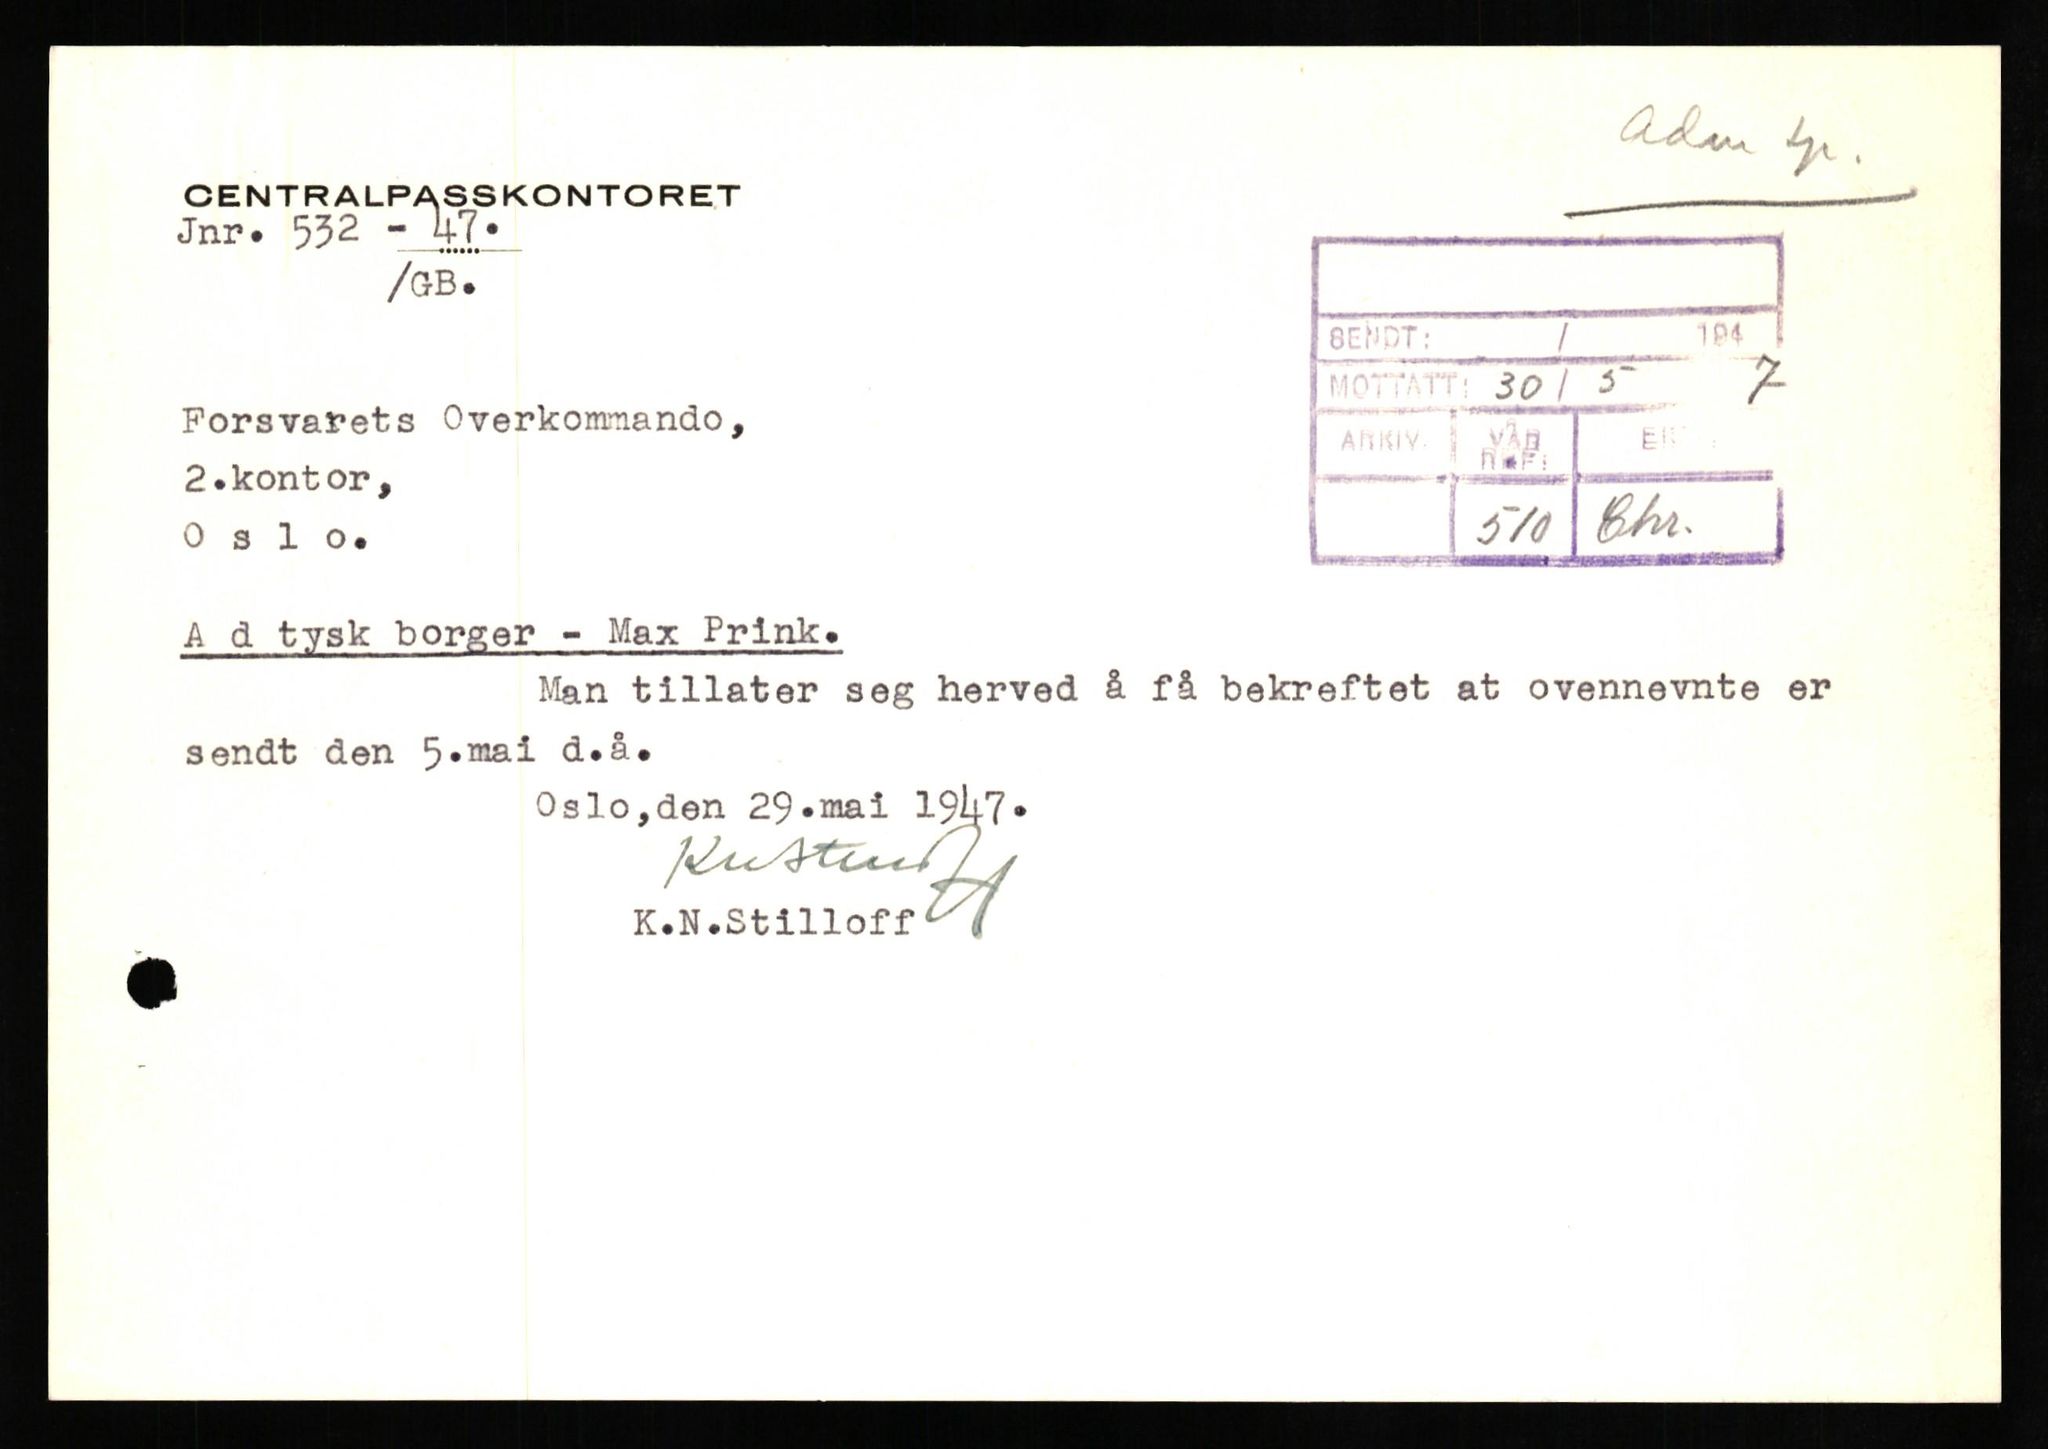 Adm
CENTRALPASSKONTORET
Jnr. 532 - 47.
/GB.
SENDT: / 194
MOTTATT: 30 / 5 7
ARKIV. VÅR REF:
510 Chr.
Forsvarets Overkommando,
2.kontor,
O s l o.
A d tysk borger - Max Prink.
Man tillater seg herved å få bekreftet at ovennevnte er
sendt den 5.mai d.å.
Oslo,den 29.mai 1947.
K.N.Stilloff